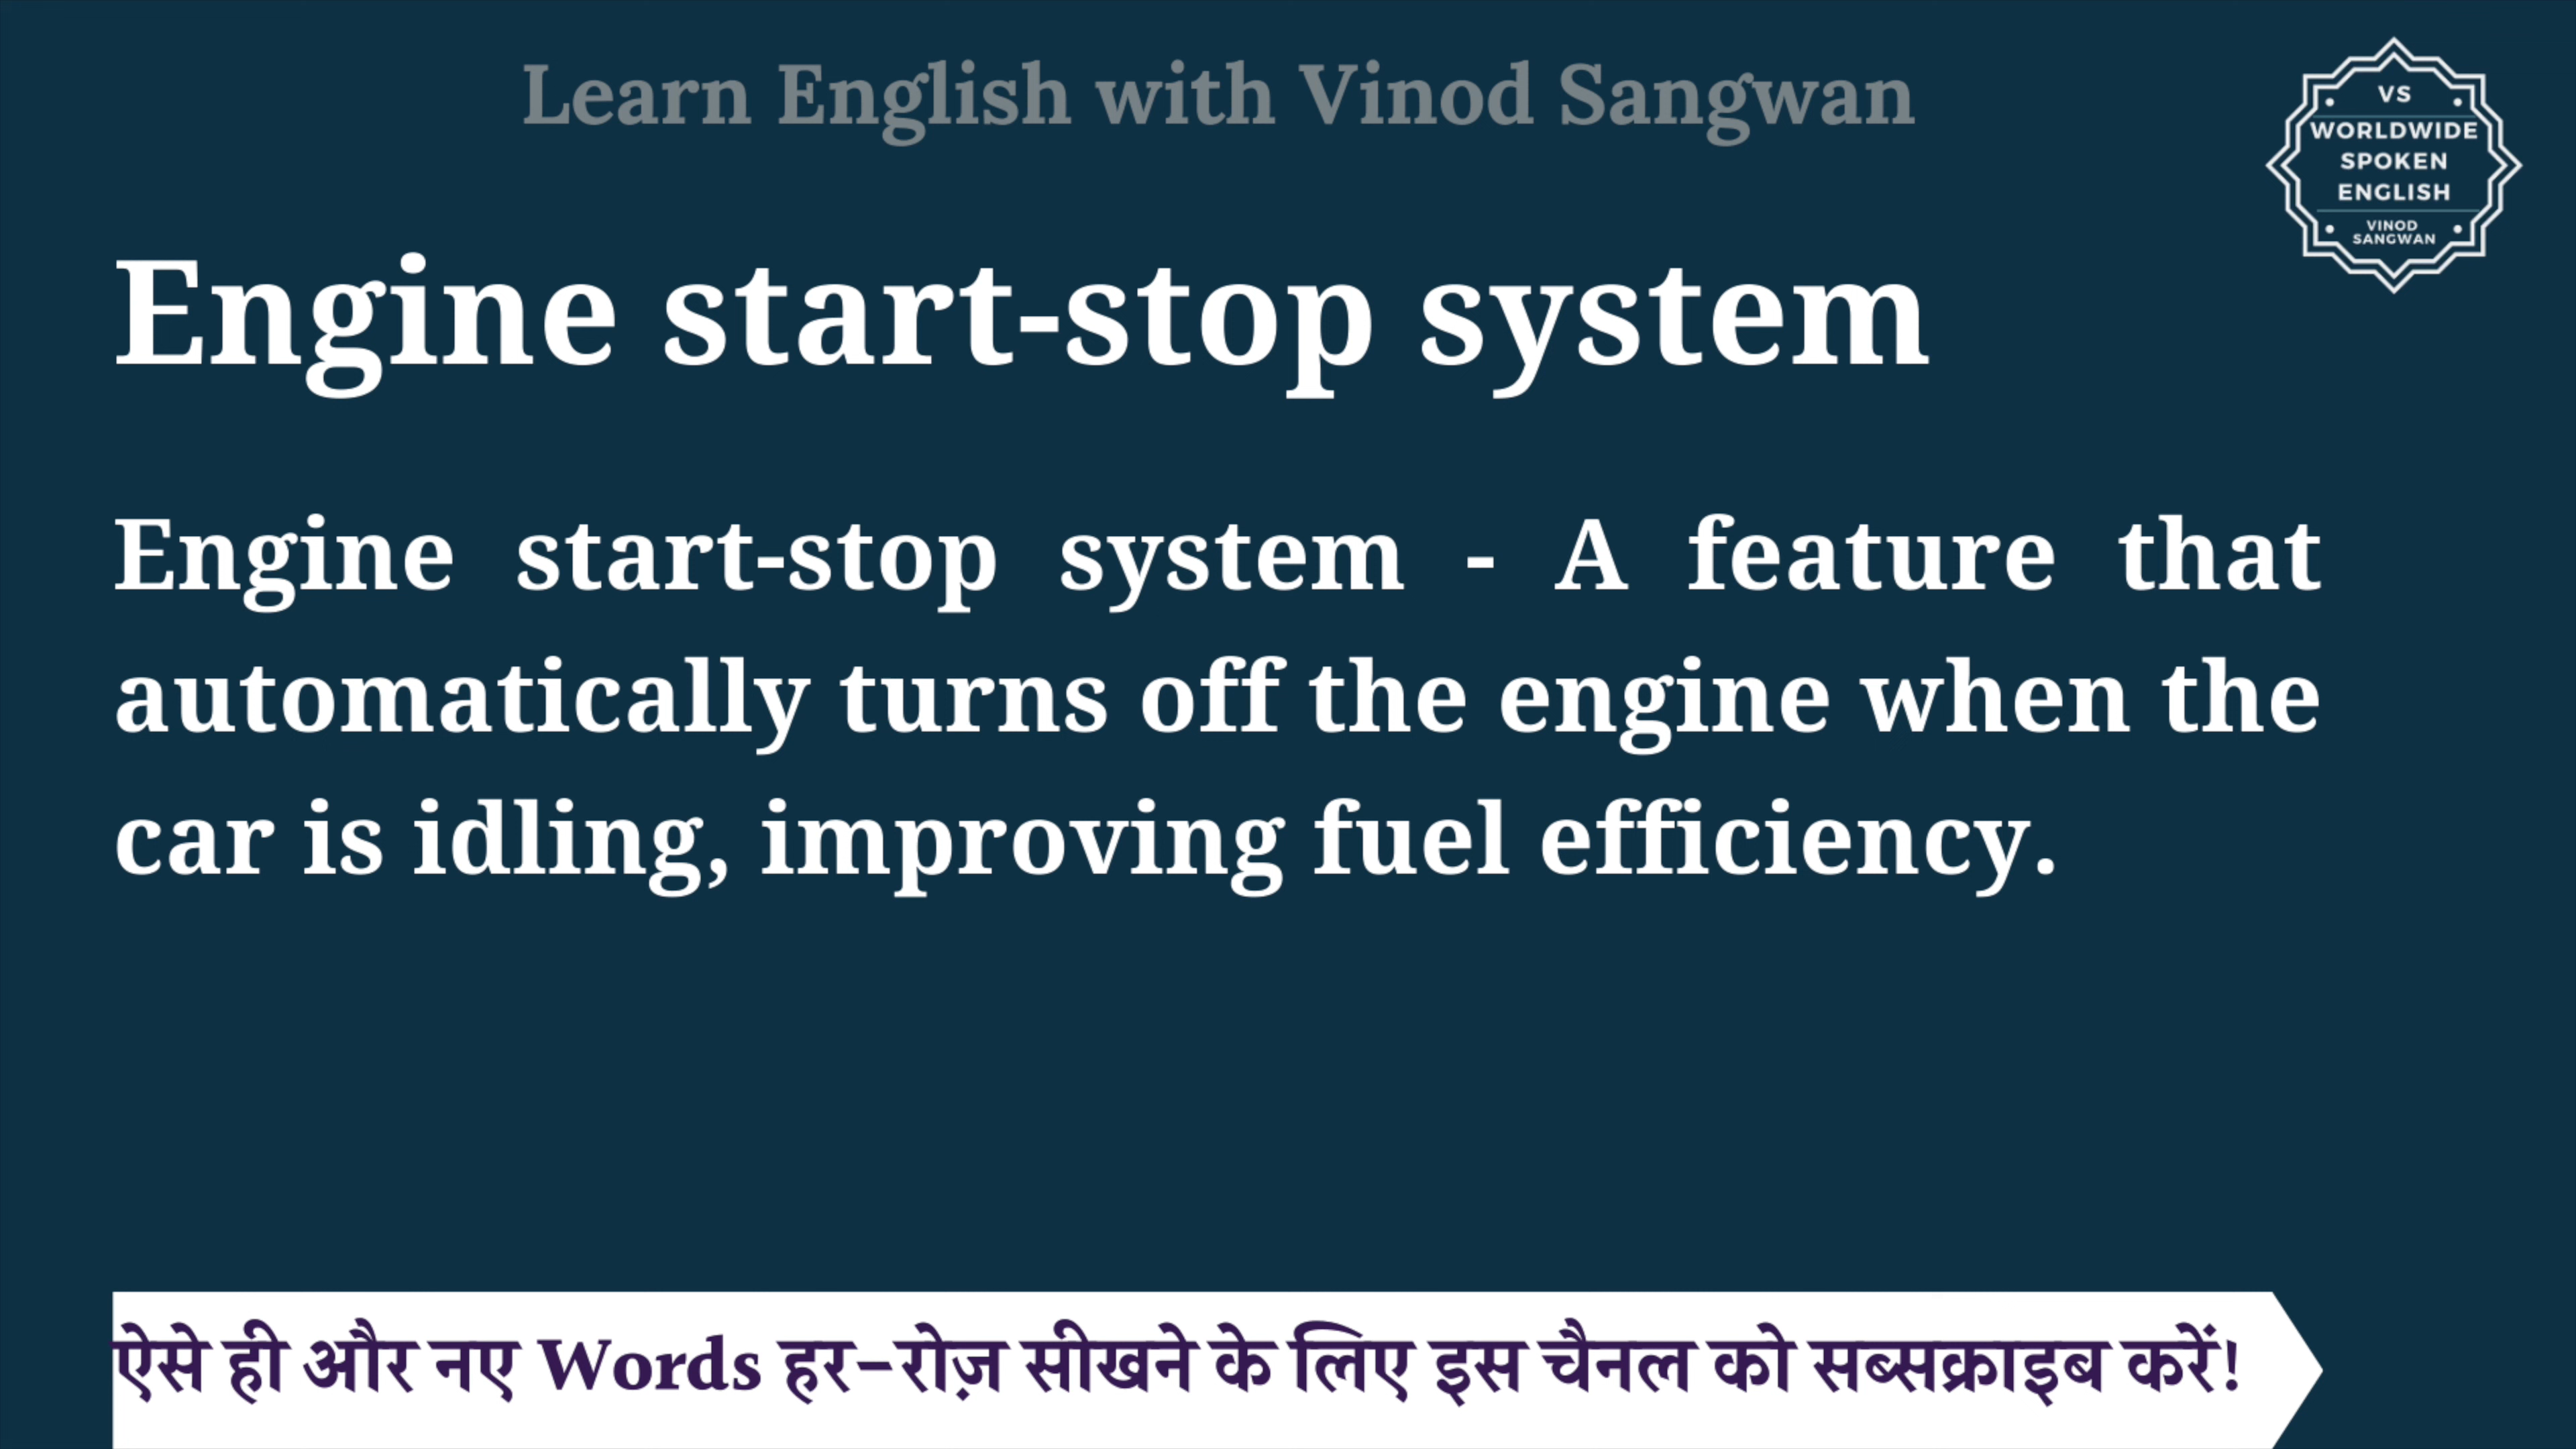 Learn English with Vinod Sangwan
VS
WORLDWIDE
SPOKEN
ENGLISH
VINOD
SANGWAN
Engine start-stop system
Engine start-stop system - A feature that
automatically turns off the engine when the
car is idling, improving fuel efficiency.
ऐसे ही और नए Words हर-रोज़ सीखने के लिए इस चैनल को सब्सक्राइब करें!